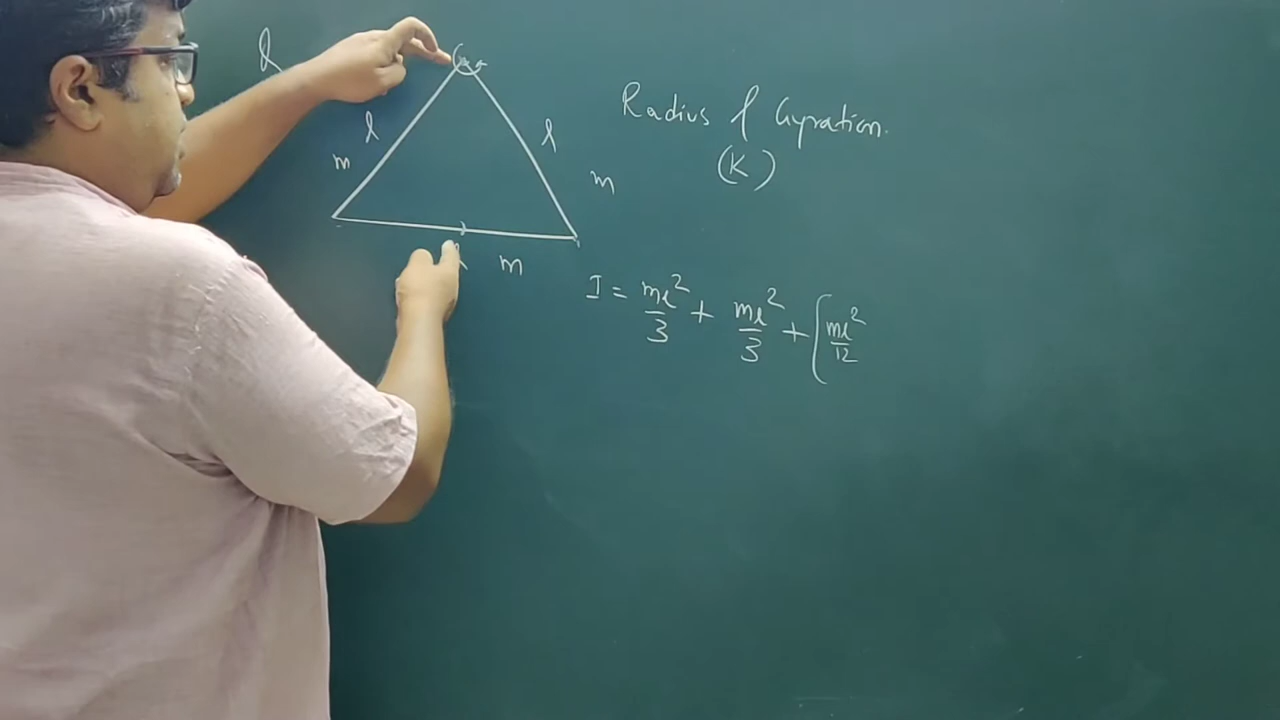 l
l
m
l
m
m
Radius of Gyration.
(K)
I = ml²/3 + ml²/3 + (ml²/12